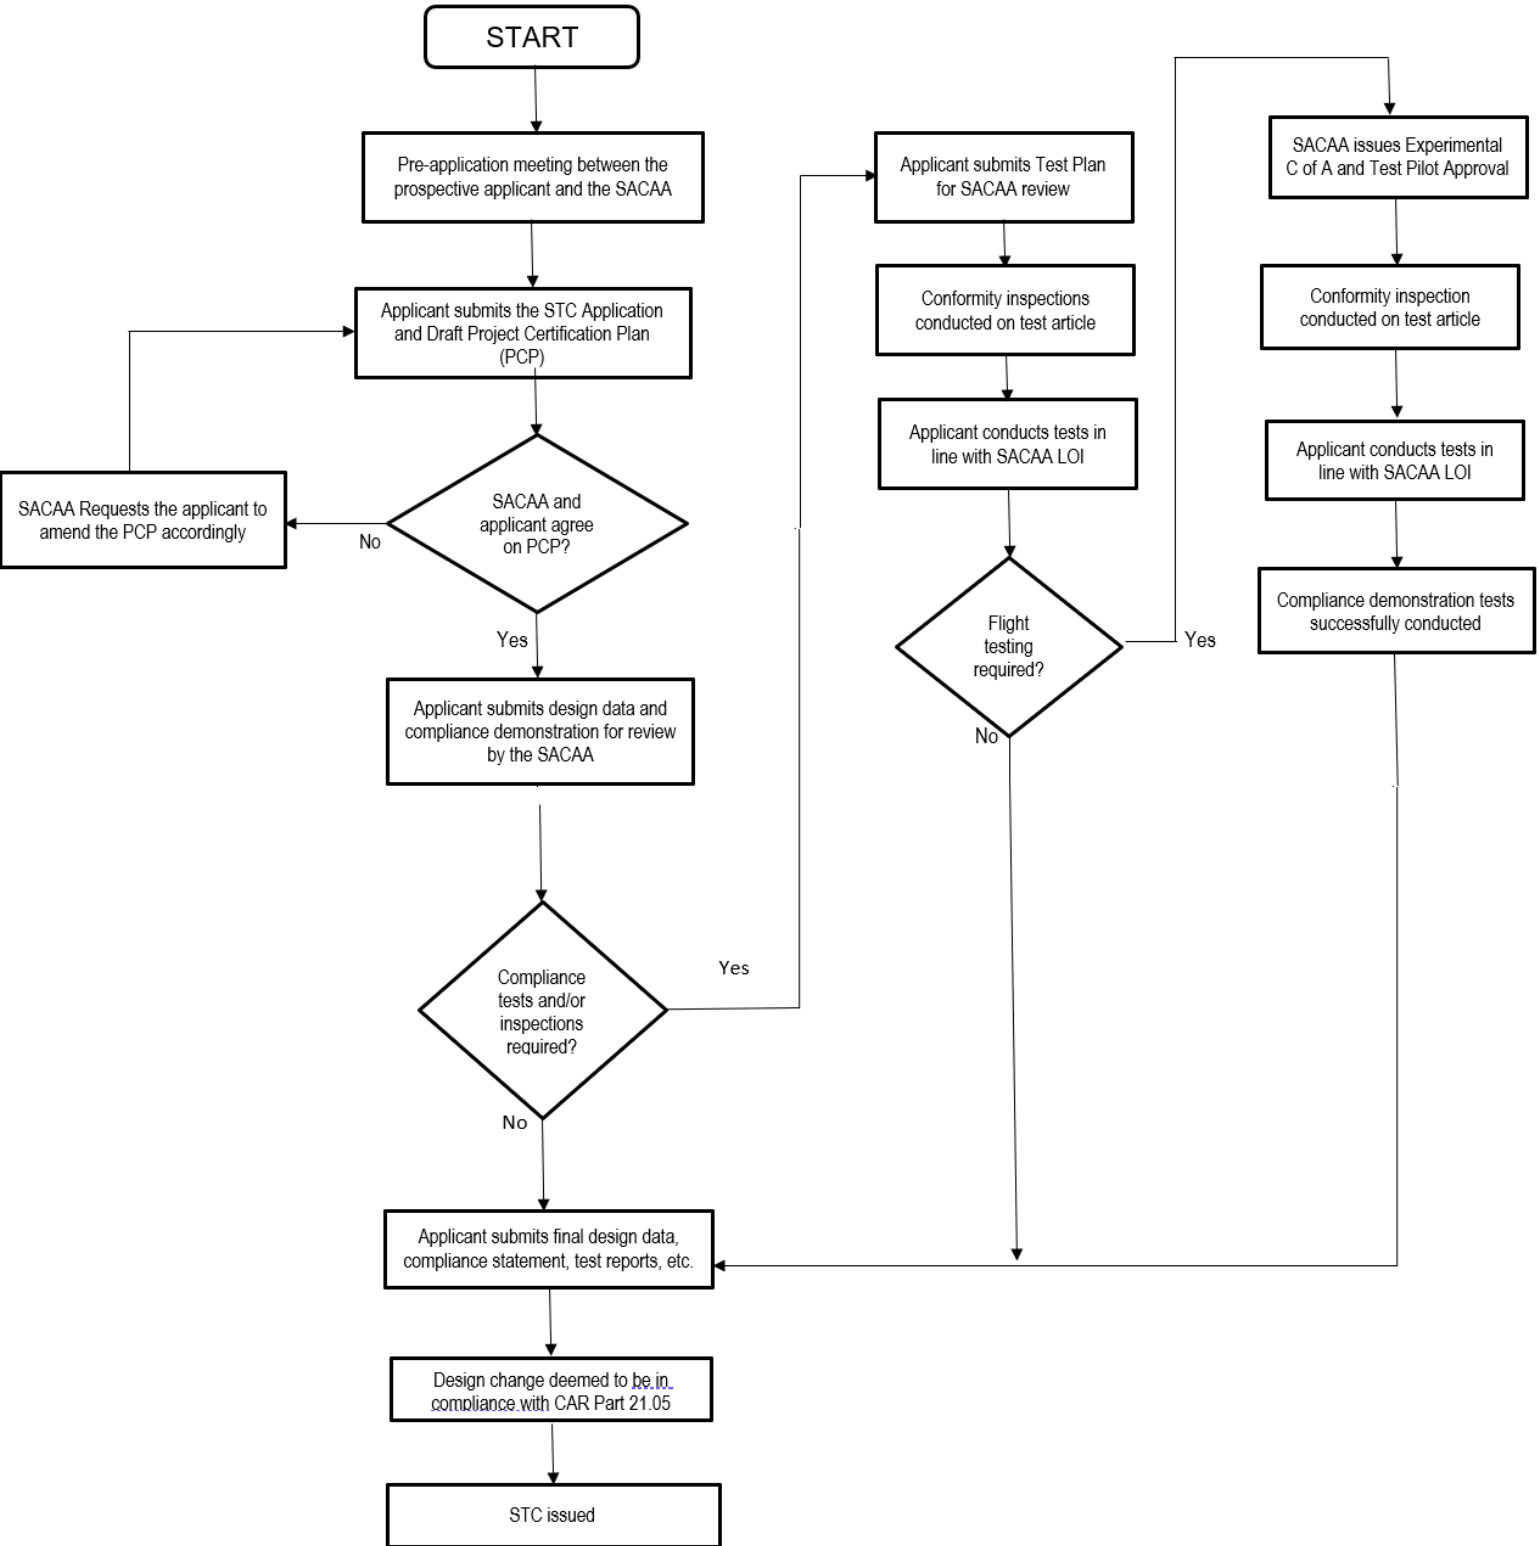 START
Pre-application meeting between the
prospective applicant and the SACAA
Applicant submits the STC Application
and Draft Project Certification Plan
(PCP)
SACAA and
applicant agree
on PCP?
No
SACAA Requests the applicant to
amend the PCP accordingly
Yes
Applicant submits design data and
compliance demonstration for review
by the SACAA
Compliance
tests and/or
inspections
required?
Yes
No
Applicant submits Test Plan
for SACAA review
Conformity inspections
conducted on test article
Applicant conducts tests in
line with SACAA LOI
Flight
testing
required?
Yes
No
SACAA issues Experimental
C of A and Test Pilot Approval
Conformity inspection
conducted on test article
Applicant conducts tests in
line with SACAA LOI
Compliance demonstration tests
successfully conducted
Applicant submits final design data,
compliance statement, test reports, etc.
Design change deemed to be in
compliance with CAR Part 21.05
STC issued